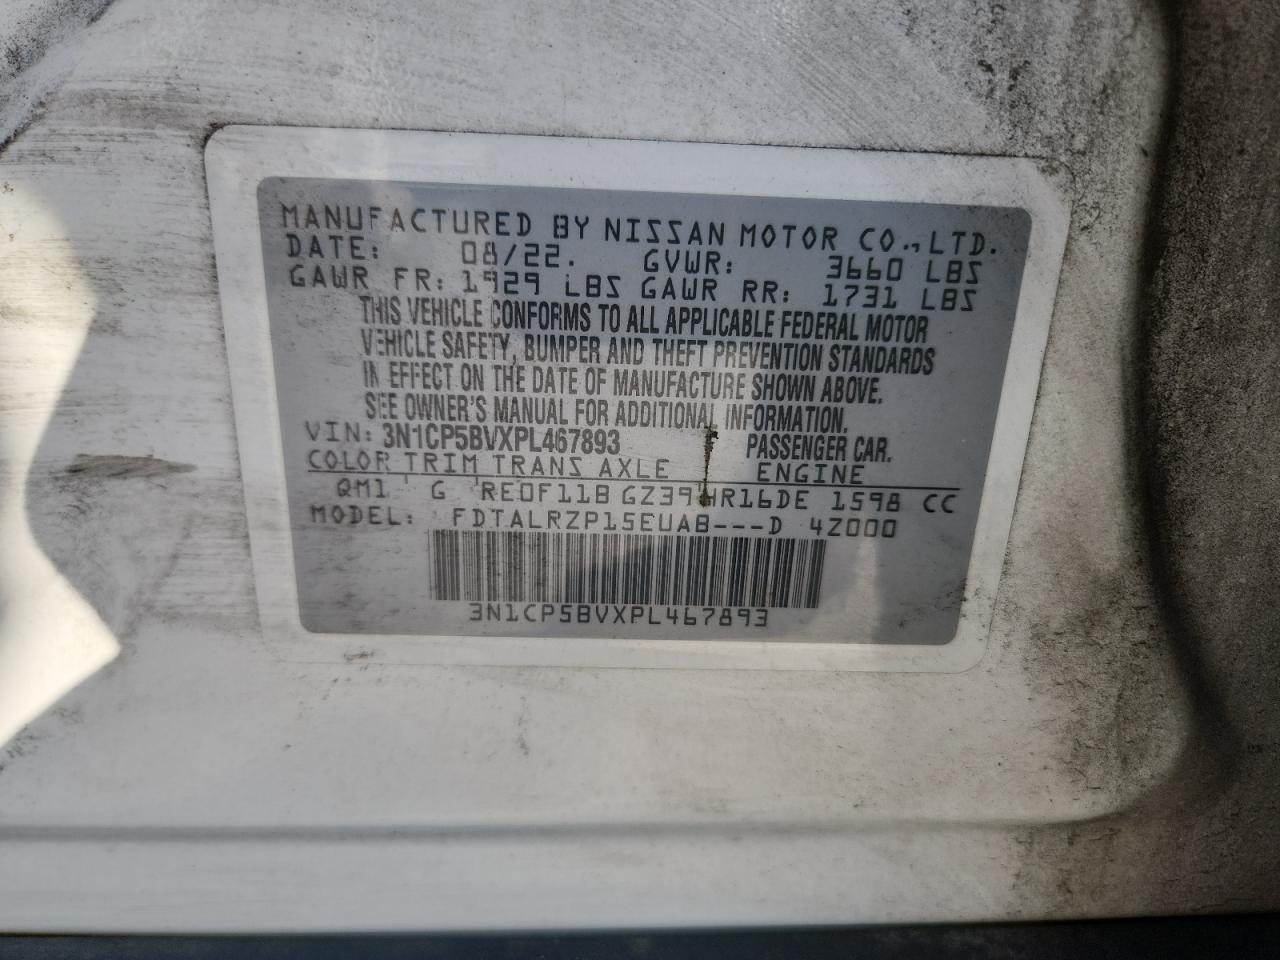 MANUFACTURED BY NISSAN MOTOR CO., LTD.
DATE: 08/22. GVWR: 3660 LBS
GAWR FR: 1929 LBS GAWR RR: 1731 LBS
THIS VEHICLE CONFORMS TO ALL APPLICABLE FEDERAL MOTOR
VEHICLE SAFETY, BUMPER AND THEFT PREVENTION STANDARDS
IN EFFECT ON THE DATE OF MANUFACTURE SHOWN ABOVE.
SEE OWNER'S MANUAL FOR ADDITIONAL INFORMATION.
VIN: 3N1CP5BVXPL467893 PASSENGER CAR.
COLOR TRIM TRANS AXLE ENGINE
QM1 G RE0F11B GZ39 HR16DE 1598 CC
MODEL: FDTALRZP15EUAB---D 4Z000
3N1CP5BVXPL467893